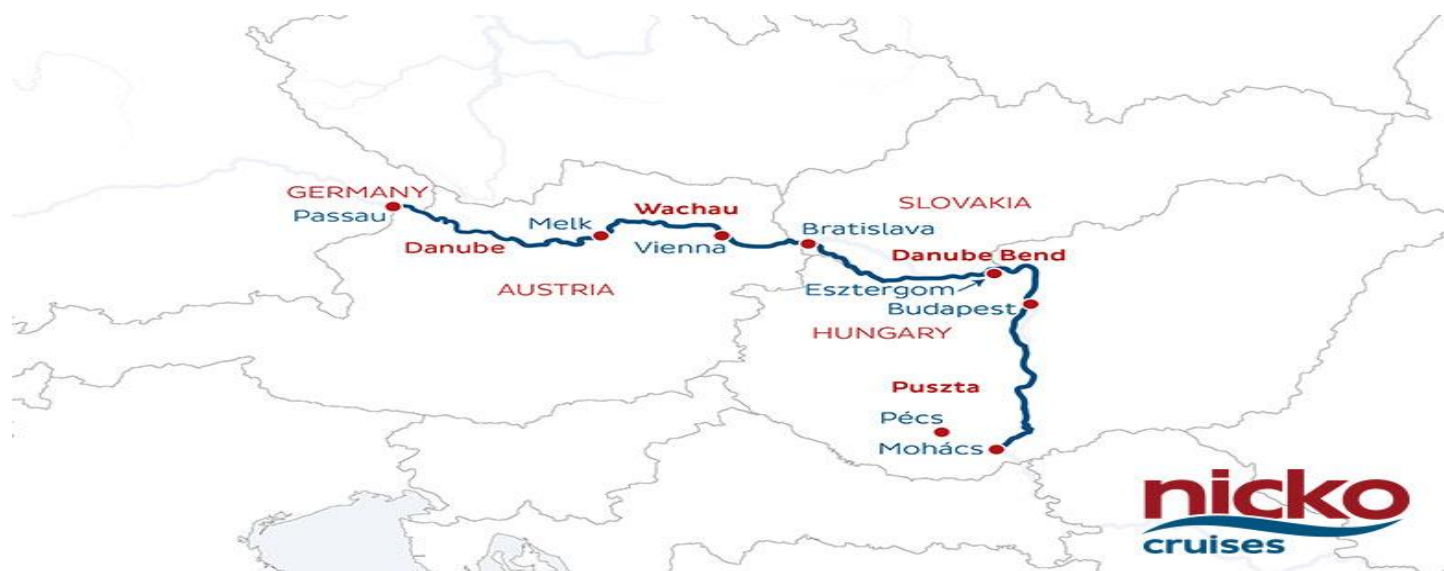 GERMANY
Passau
Danube
Melk
Wachau
Vienna
AUSTRIA
Bratislava
SLOVAKIA
Danube Bend
Esztergom
Budapest
HUNGARY
Puszta
Pécs
Mohács
nicko
cruises